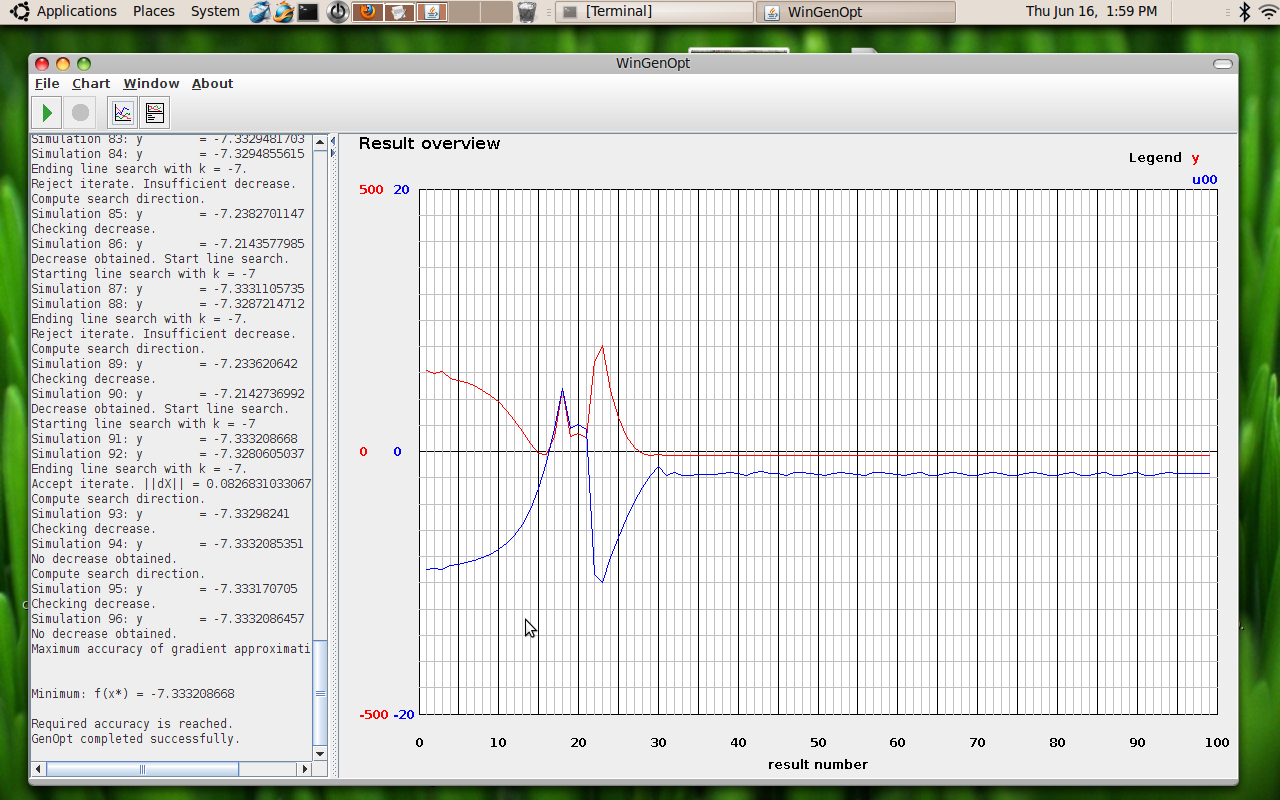 Applications Places System [Terminal] WinGenOpt Thu Jun 16, 1:59 PM
WinGenOpt
File Chart Window About
Simulation 83: y = -7.3329481703
Simulation 84: y = -7.3294855615
Ending line search with k = -7.
Reject iterate. Insufficient decrease.
Compute search direction.
Simulation 85: y = -7.2382701147
Checking decrease.
Simulation 86: y = -7.2143577985
Decrease obtained. Start line search.
Starting line search with k = -7
Simulation 87: y = -7.3331105735
Simulation 88: y = -7.3287214712
Ending line search with k = -7.
Reject iterate. Insufficient decrease.
Compute search direction.
Simulation 89: y = -7.233620642
Checking decrease.
Simulation 90: y = -7.2142736992
Decrease obtained. Start line search.
Starting line search with k = -7
Simulation 91: y = -7.333208668
Simulation 92: y = -7.3280605037
Ending line search with k = -7.
Accept iterate. ||dX|| = 0.0826831033067
Compute search direction.
Simulation 93: y = -7.33298241
Checking decrease.
Simulation 94: y = -7.3332085351
No decrease obtained.
Compute search direction.
Simulation 95: y = -7.333170705
Checking decrease.
Simulation 96: y = -7.3332086457
No decrease obtained.
Maximum accuracy of gradient approximati
Minimum: f(x*) = -7.333208668
Required accuracy is reached.
GenOpt completed successfully.
Result overview
Legend y
u00
500 20
0 0
-500 -20
0 10 20 30 40 50 60 70 80 90 100
result number